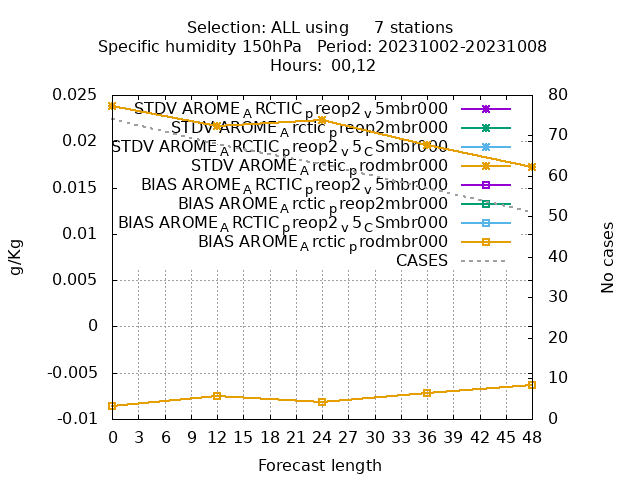 Selection: ALL using     7 stations
Specific humidity 150hPa   Period: 20231002-20231008
Hours:  00,12
0.025
0.02
0.015
0.01
0.005
0
-0.005
-0.01
g/Kg
STDV AROME_ARCTIC_preop2_v5mbr000
STDV AROME_Arctic_preop2mbr000
STDV AROME_ARCTIC_preop2_v5_CSmbr000
STDV AROME_Arctic_prodmbr000
BIAS AROME_ARCTIC_preop2_v5mbr000
BIAS AROME_Arctic_preop2mbr000
BIAS AROME_ARCTIC_preop2_v5_CSmbr000
BIAS AROME_Arctic_prodmbr000
CASES
80
70
60
50
40
30
20
10
0
No cases
0 3 6 9 12 15 18 21 24 27 30 33 36 39 42 45 48
Forecast length